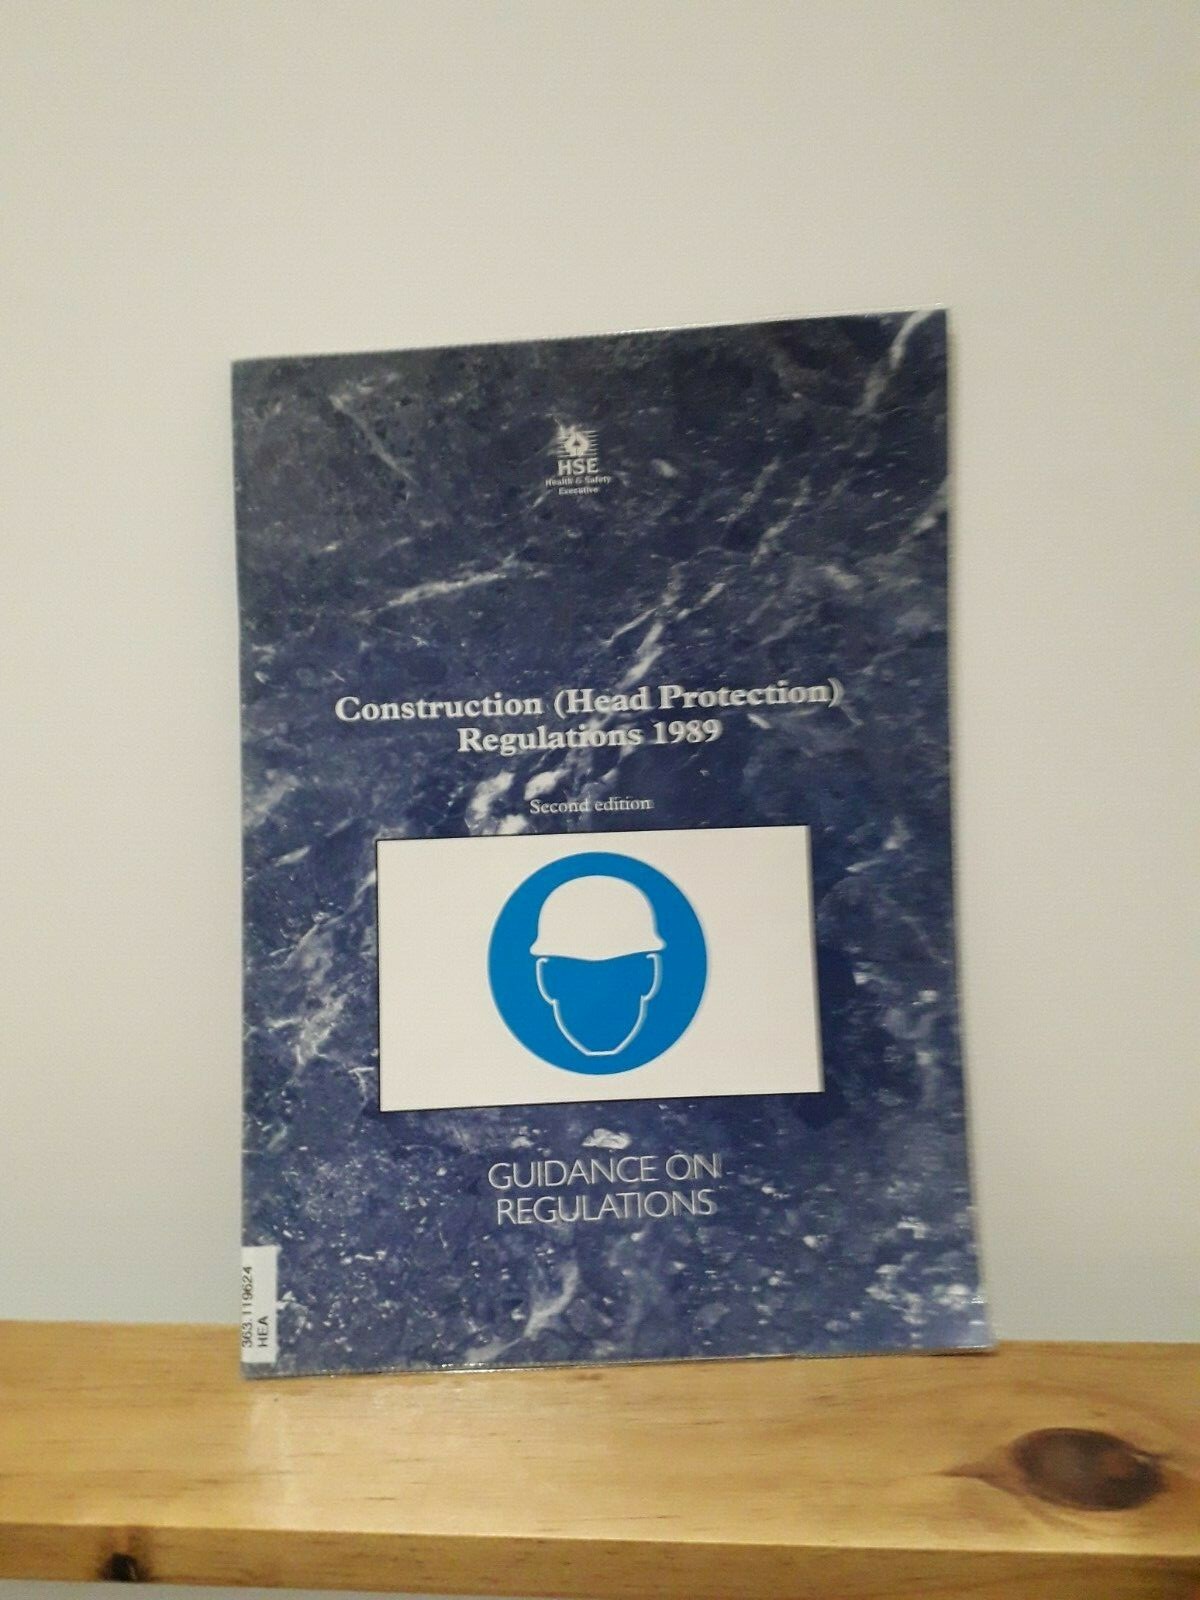 HSE
Health & Safety
Executive
Construction (Head Protection)
Regulations 1989
Second edition
GUIDANCE ON
REGULATIONS
363.119624
HEA